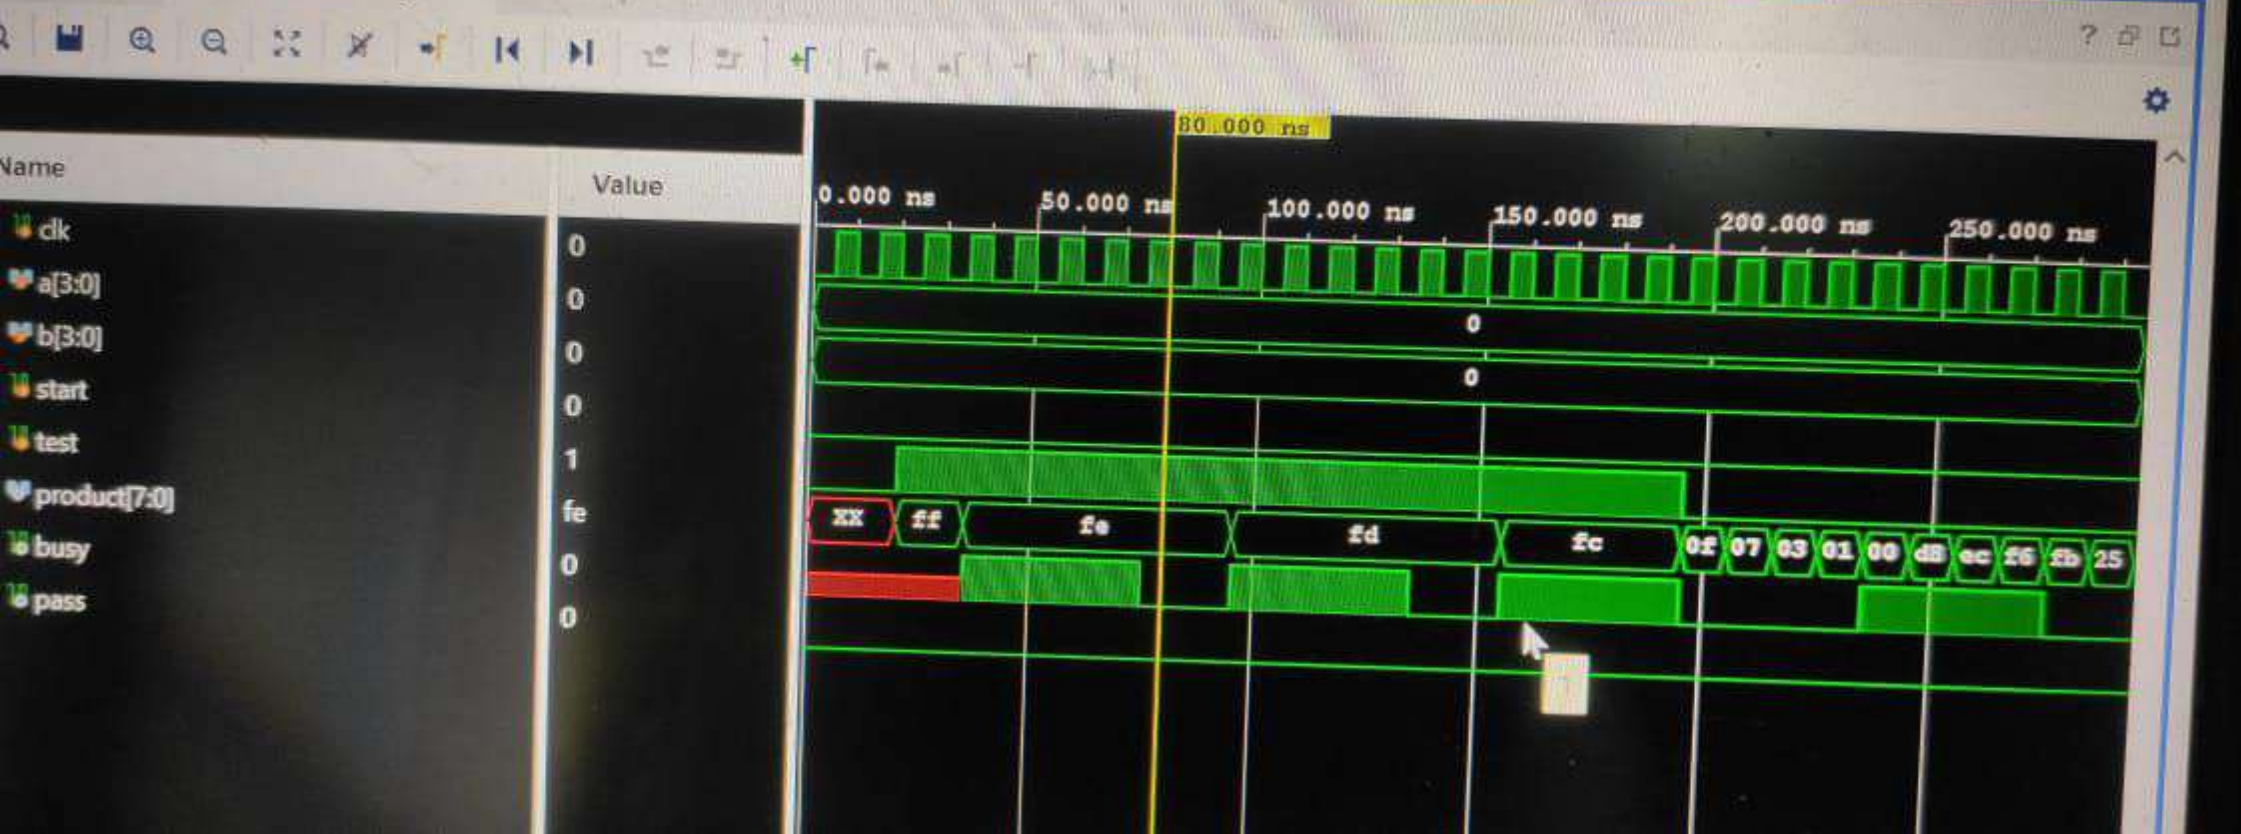 80.000 ns
Name
Value
0.000 ns
50.000 ns
100.000 ns
150.000 ns
200.000 ns
250.000 ns
clk
0
a[3:0]
0
0
b[3:0]
0
0
start
0
test
1
product[7:0]
fe
XX
ff
fe
fd
fc
0f
07
03
01
00
d8
ec
f6
fb
25
busy
0
pass
0